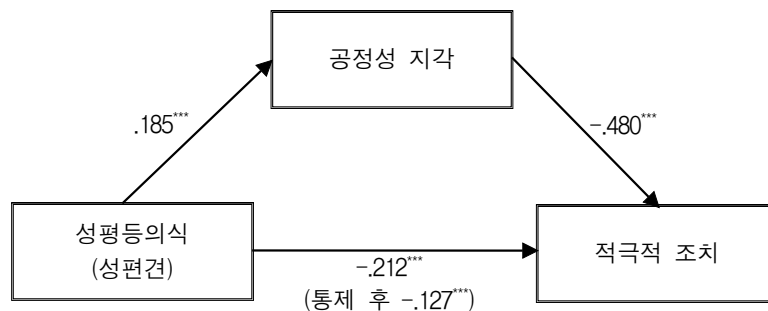 공정성 지각
.185***
-.480***
성평등의식
(성편견)
적극적 조치
-.212***
(통제 후 -.127***)